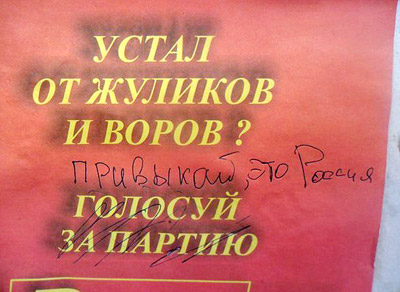 УСТАЛ
ОТ ЖУЛИКОВ
И ВОРОВ ?
привыкай, это Россия
ГОЛОСУЙ
ЗА ПАРТИЮ